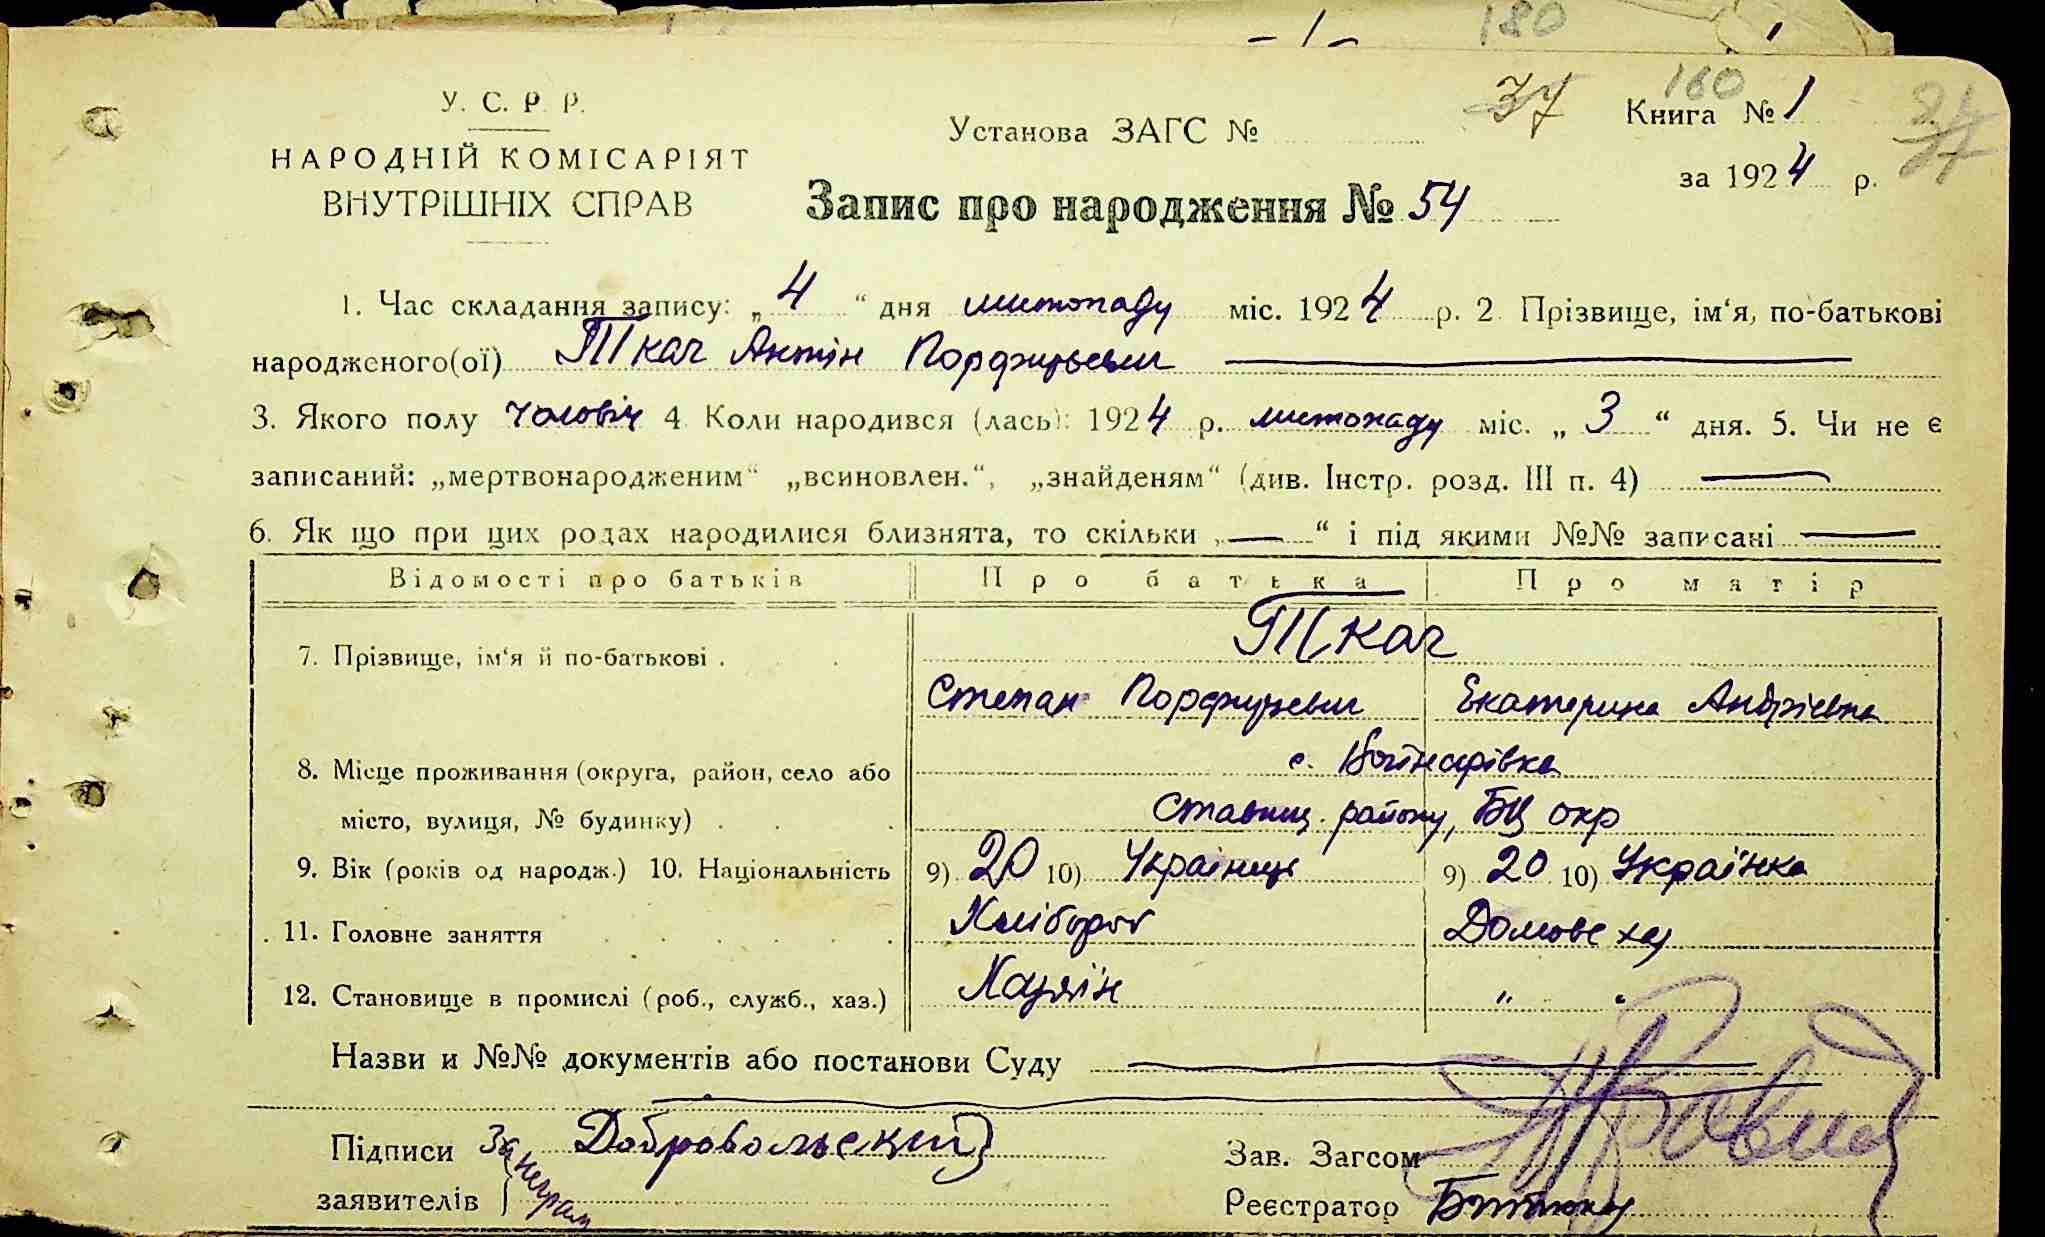 - 1 -
180
У. С. Р. Р.
НАРОДНІЙ КОМІСАРІЯТ
ВНУТРІШНІХ СПРАВ
Установа ЗАГС №
37
160
Книга № 1
за 1924 р.
Запис про народження № 54
1. Час складання запису: „4“ дня листопаду міс. 1924 р. 2. Прізвище, ім‘я, по-батькові
народженого(ої) Ткач Антін Порфирьевич
3. Якого полу чоловіч 4. Коли народився (лась): 1924 р. листопаду міс. „3“ дня. 5. Чи не є
записаний: „мертвонародженим“ „всиновлен.“, „знайденям“ (див. Інстр. розд. III п. 4) —
6. Як що при цих родах народилися близнята, то скільки „—“ і під якими №№ записані —
Відомості про батьків Про батька Про матір
Ткач
7. Прізвище, ім‘я й по-батькові .
Степан Порфирьевич Екатерина Андрієвна
с.
8. Місце проживання (округа, район, село або
місто, вулиця, № будинку) . Ставищ. району, БЦ окр
9. Вік (років од народж.) 10. Національність 9) 20 10) Українець 9) 20 10) Українка
11. Головне заняття Хлібороб Домове хаз
12. Становище в промислі (роб., служб., хаз.) Хазяїн " "
Назви и №№ документів або постанови Суду
Підписи За неграм Добровольский
заявителів
Зав. Загсом
Реєстратор